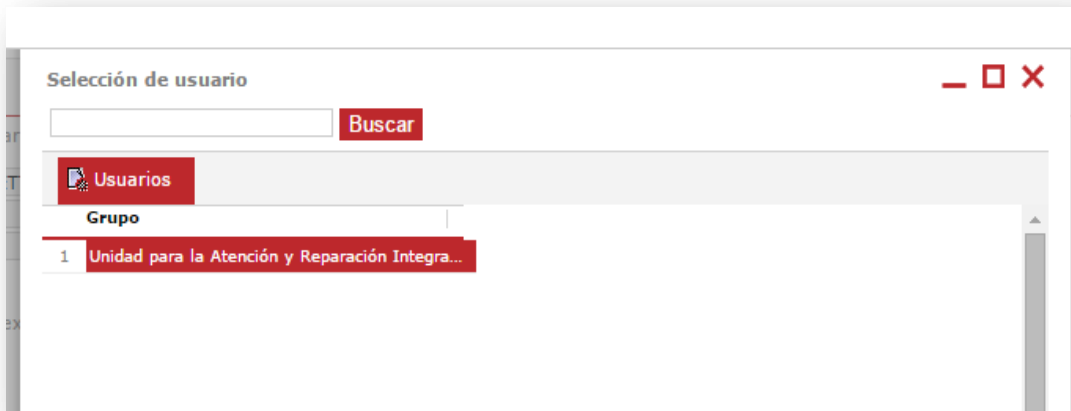 Selección de usuario
Buscar
Usuarios
Grupo
1 Unidad para la Atención y Reparación Integra...